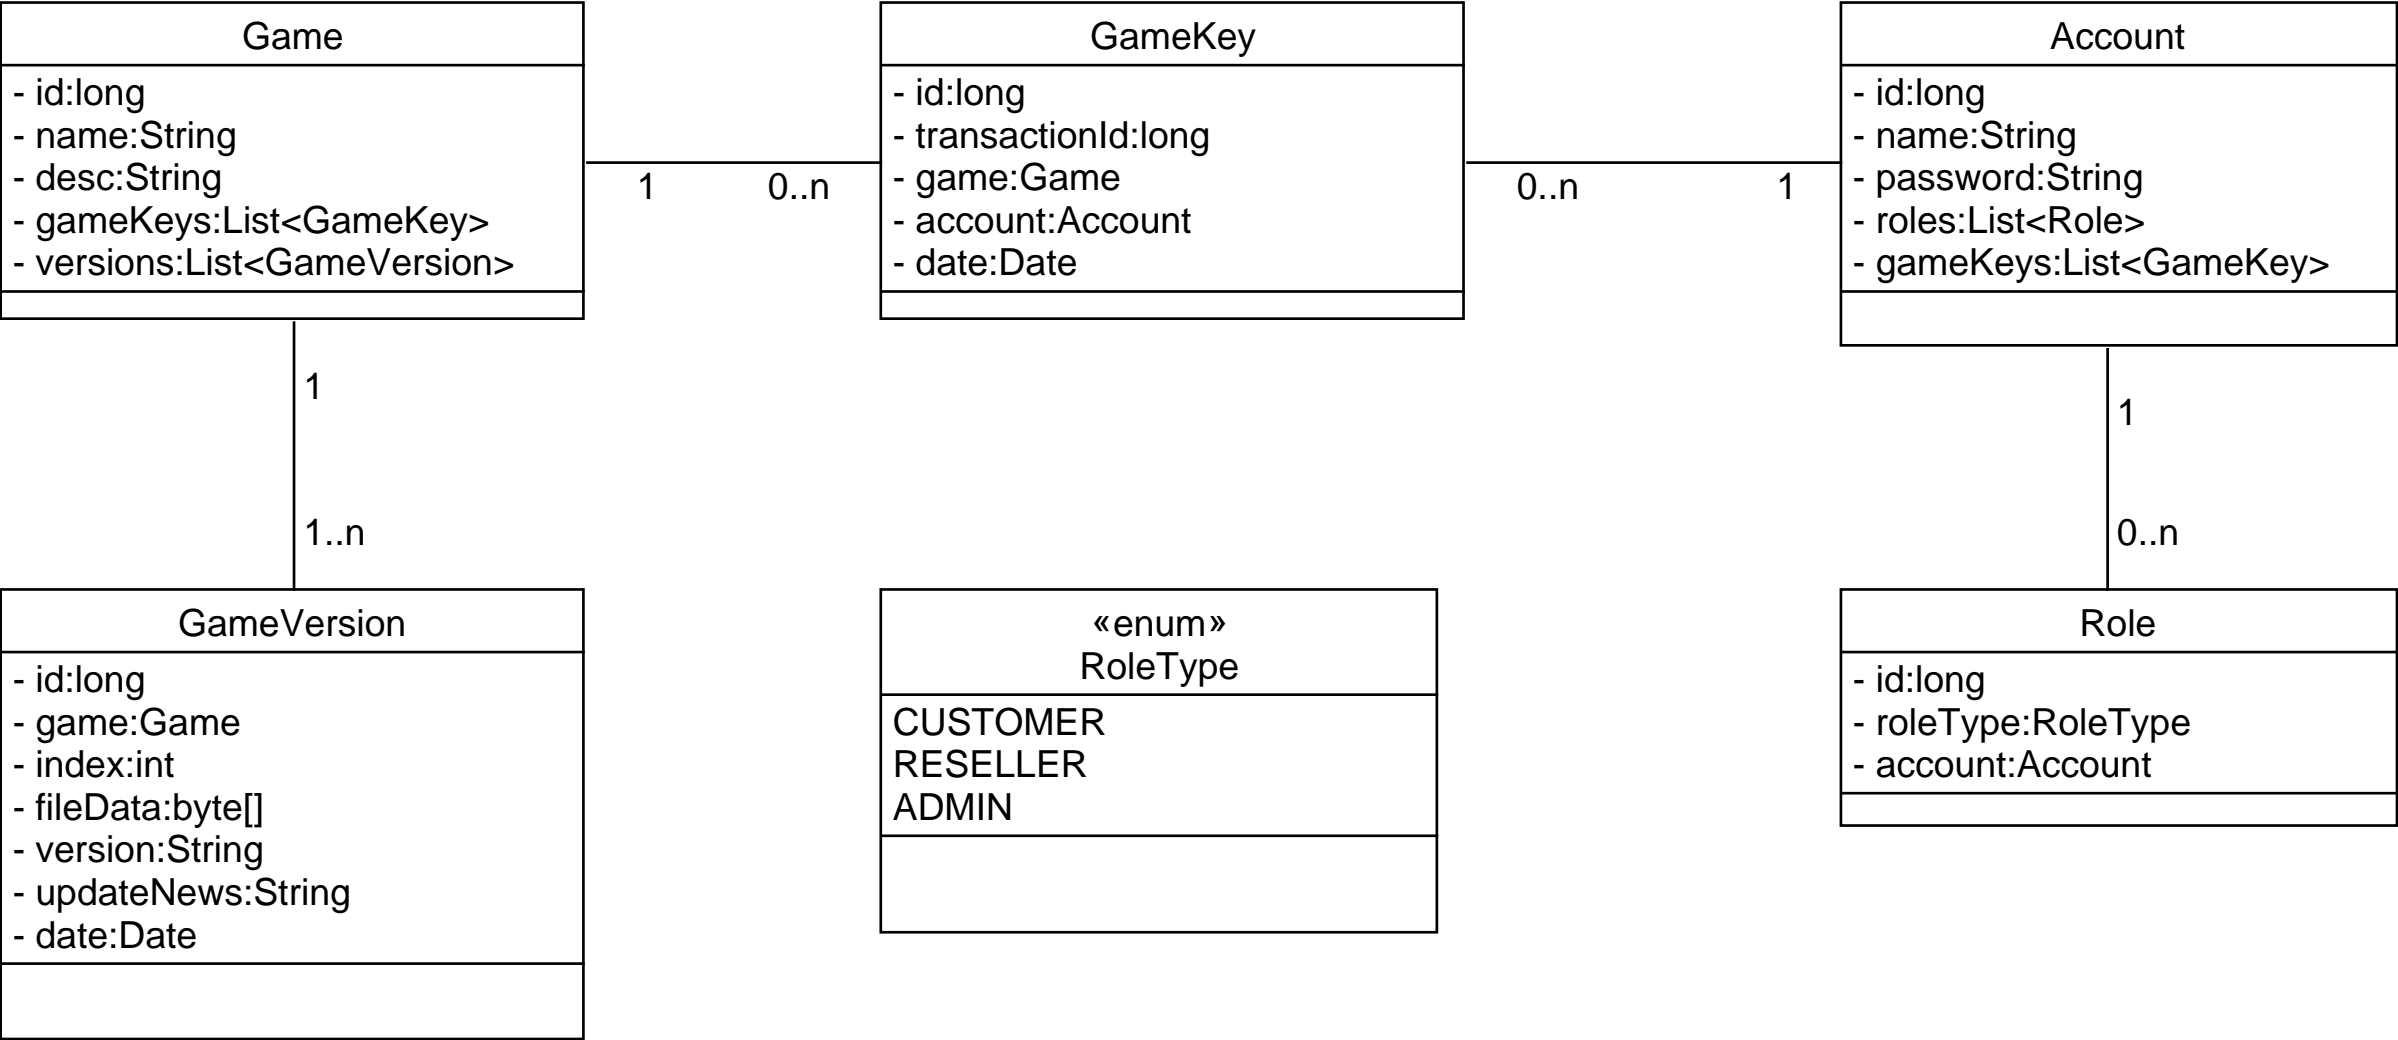 Game
- id:long
- name:String
- desc:String
- gameKeys:List<GameKey>
- versions:List<GameVersion>
1
0..n
GameKey
- id:long
- transactionId:long
- game:Game
- account:Account
- date:Date
0..n
1
Account
- id:long
- name:String
- password:String
- roles:List<Role>
- gameKeys:List<GameKey>
1
1..n
1
0..n
GameVersion
- id:long
- game:Game
- index:int
- fileData:byte[]
- version:String
- updateNews:String
- date:Date
«enum»
RoleType
CUSTOMER
RESELLER
ADMIN
Role
- id:long
- roleType:RoleType
- account:Account